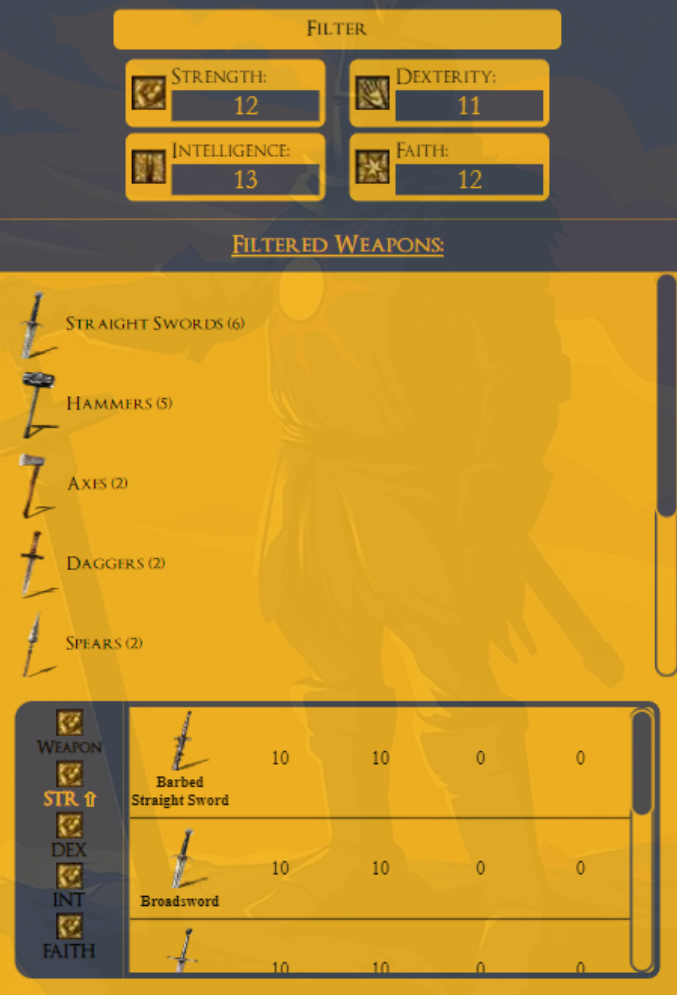 Filter
Strength:
12
Dexterity:
11
Intelligence:
13
Faith:
12
Filtered Weapons:
Straight Swords (6)
Hammers (5)
Axes (2)
Daggers (2)
Spears (2)
Weapon
STR ⇧
DEX
INT
FAITH
Barbed
Straight Sword
10 10 0 0
Broadsword
10 10 0 0
10 10 0 0